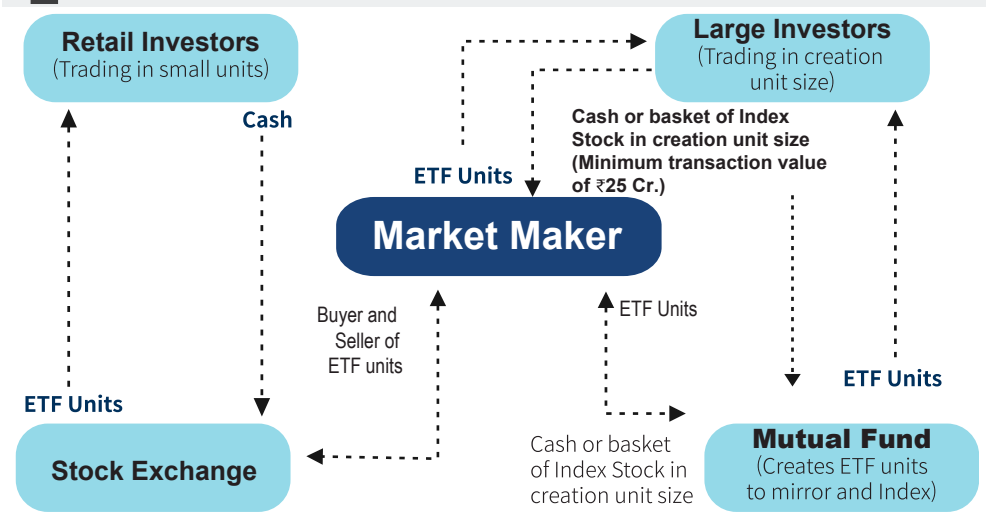 Retail Investors
(Trading in small units)
Large Investors
(Trading in creation
unit size)
Cash
Cash or basket of Index
Stock in creation unit size
(Minimum transaction value
of ₹25 Cr.)
ETF Units
Market Maker
Buyer and
Seller of
ETF units
ETF Units
ETF Units
ETF Units
Stock Exchange
Cash or basket
of Index Stock in
creation unit size
Mutual Fund
(Creates ETF units
to mirror and Index)